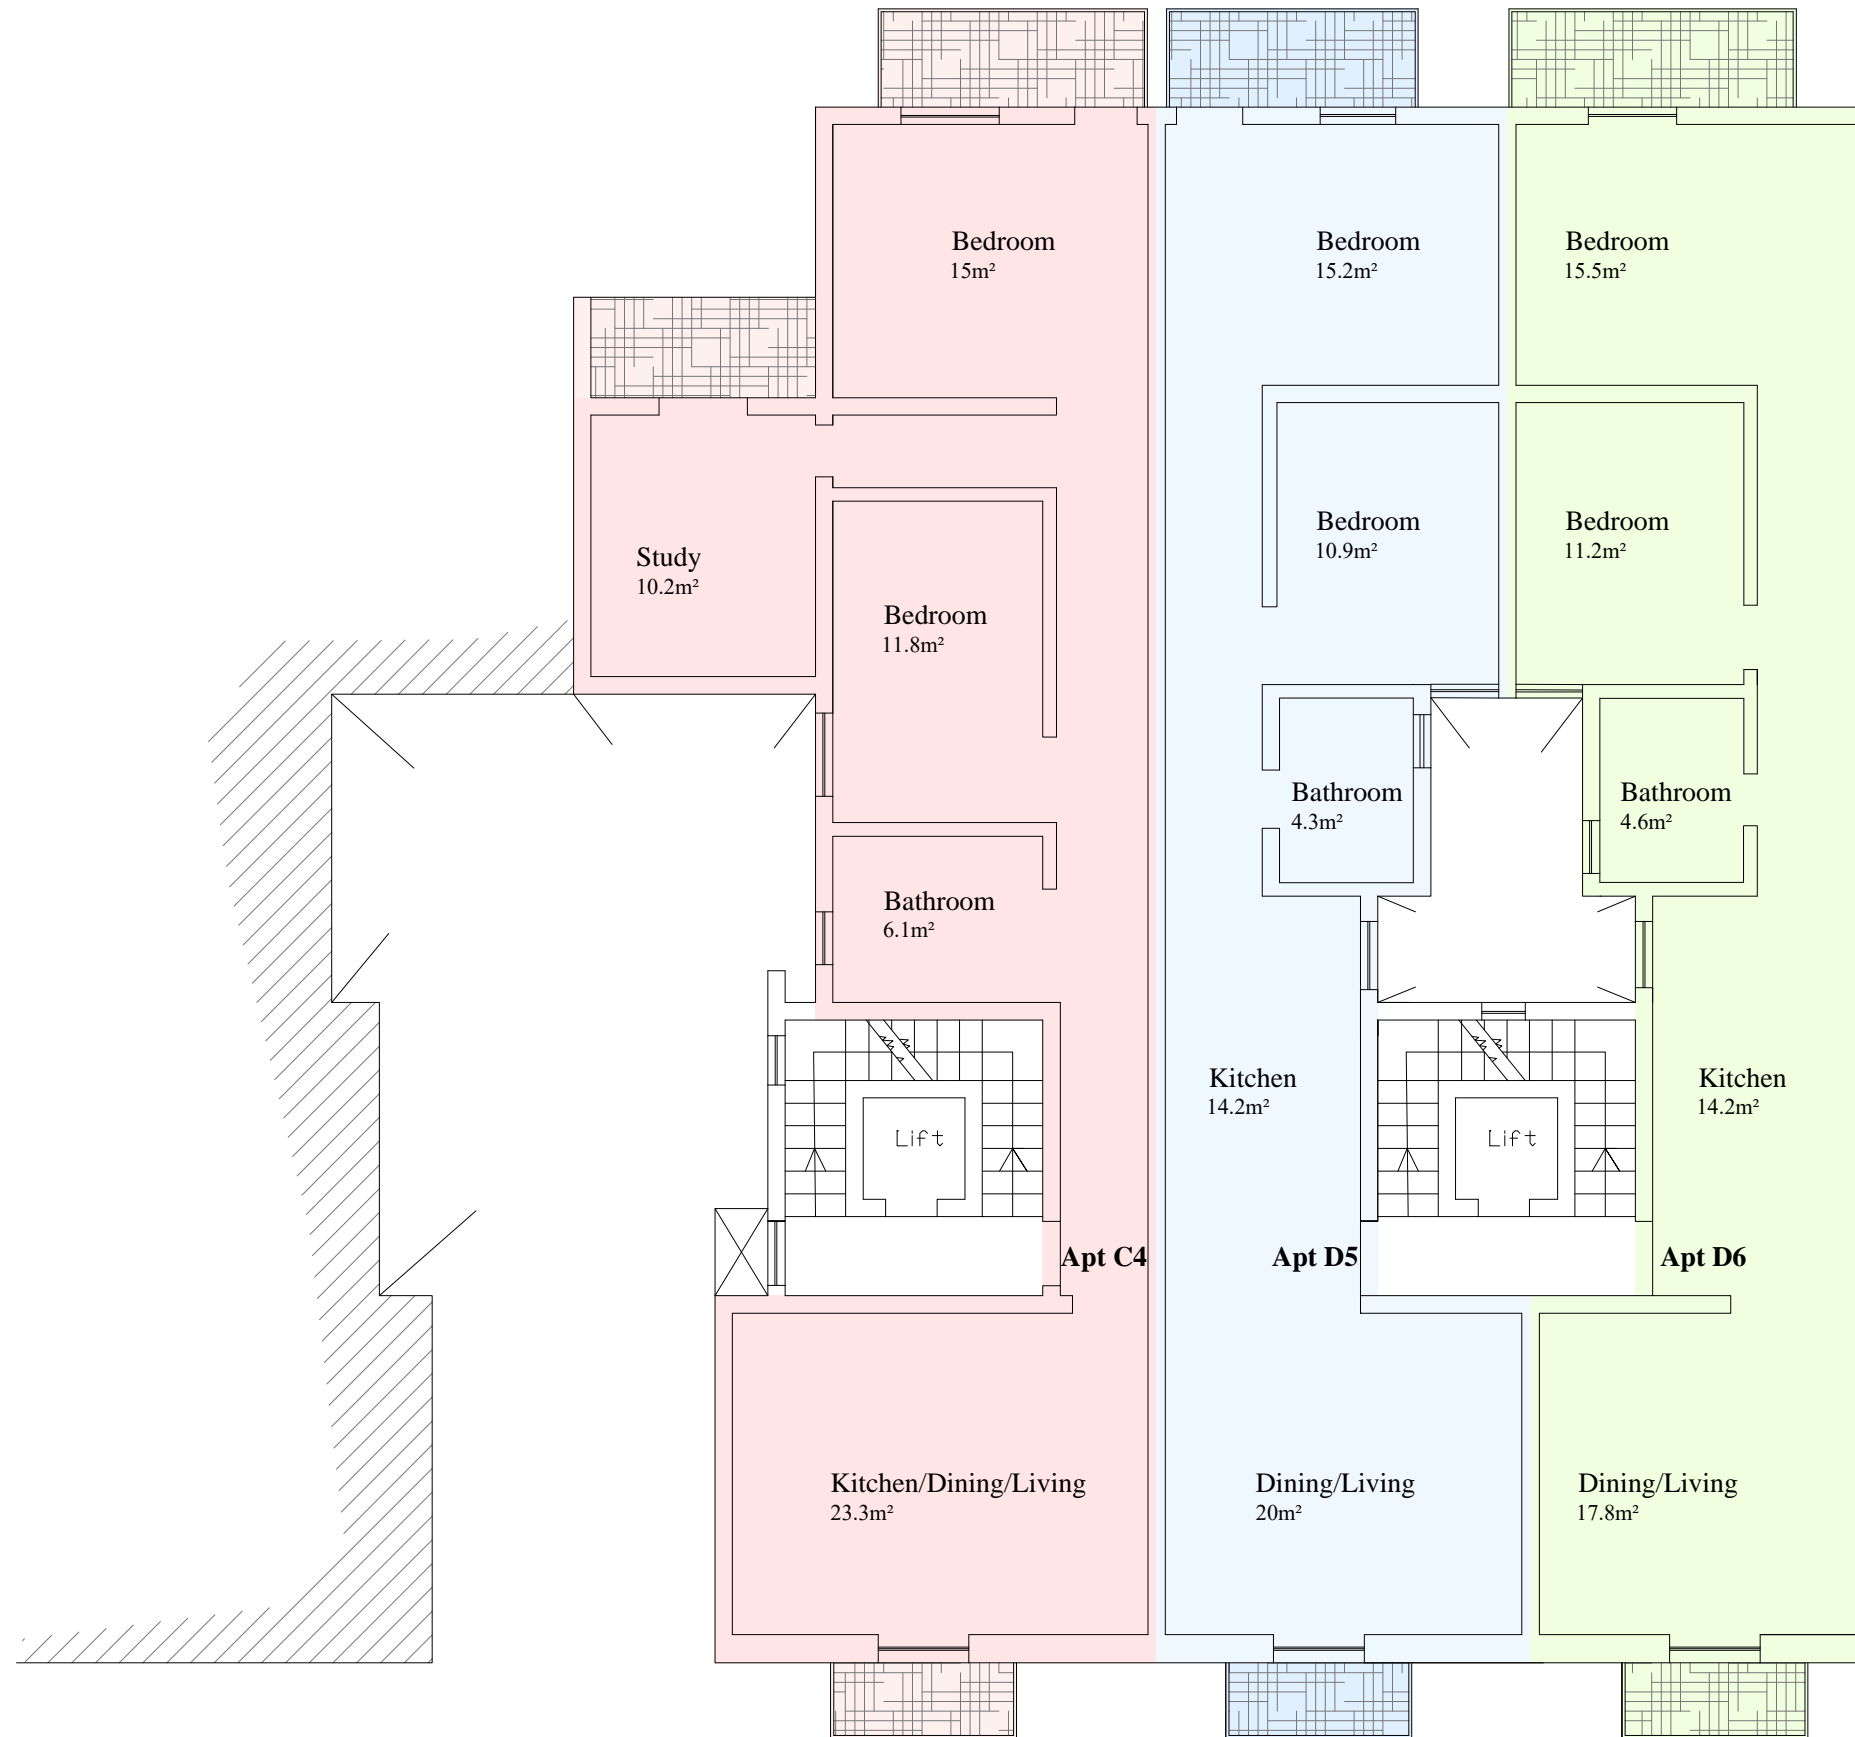 Bedroom
15m²
Bedroom
15.2m²
Bedroom
15.5m²
Study
10.2m²
Bedroom
11.8m²
Bedroom
10.9m²
Bedroom
11.2m²
Bathroom
6.1m²
Bathroom
4.3m²
Bathroom
4.6m²
Lift
Kitchen
14.2m²
Lift
Kitchen
14.2m²
Apt C4
Apt D5
Apt D6
Kitchen/Dining/Living
23.3m²
Dining/Living
20m²
Dining/Living
17.8m²